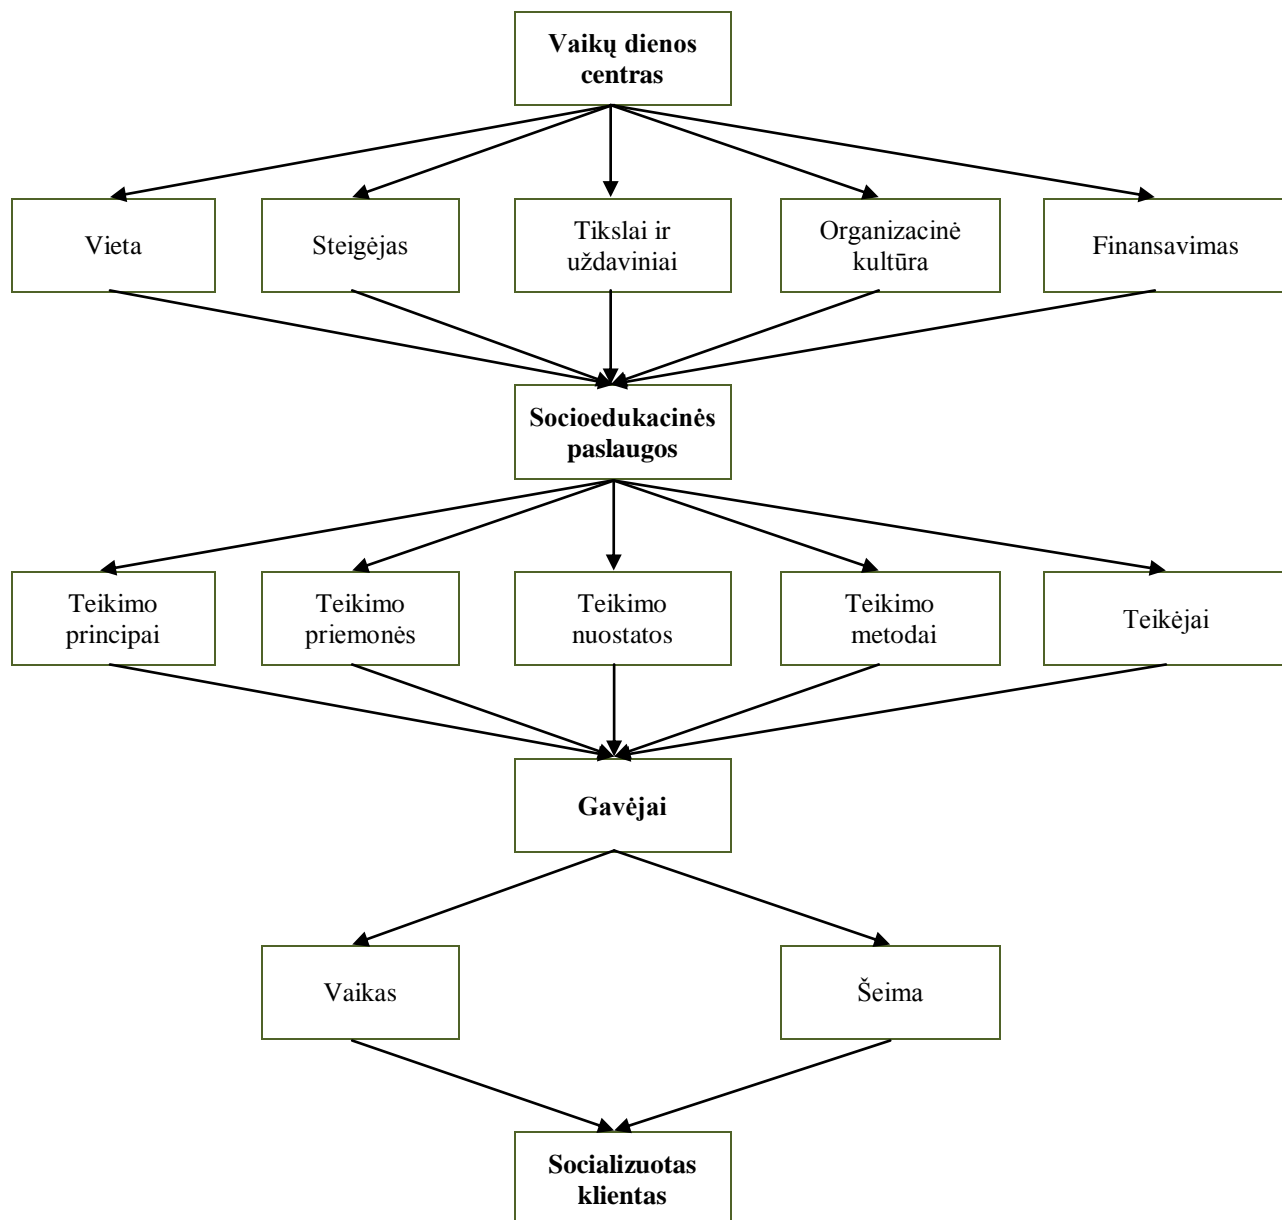 Vaikų dienos
centras
Vieta
Steigėjas
Tikslai ir
uždaviniai
Organizacinė
kultūra
Finansavimas
Socioedukacinės
paslaugos
Teikimo
principai
Teikimo
priemonės
Teikimo
nuostatos
Teikimo
metodai
Teikėjai
Gavėjai
Vaikas
Šeima
Socializuotas
klientas